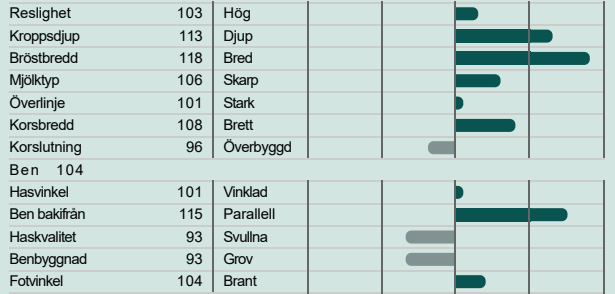 Reslighet 103 Hög
Kroppsdjup 113 Djup
Bröstbredd 118 Bred
Mjölktyp 106 Skarp
Överlinje 101 Stark
Korsbredd 108 Brett
Korslutning 96 Överbyggd
Ben 104
Hasvinkel 101 Vinklad
Ben bakifrån 115 Parallell
Haskvalitet 93 Svullna
Benbyggnad 93 Grov
Fotvinkel 104 Brant